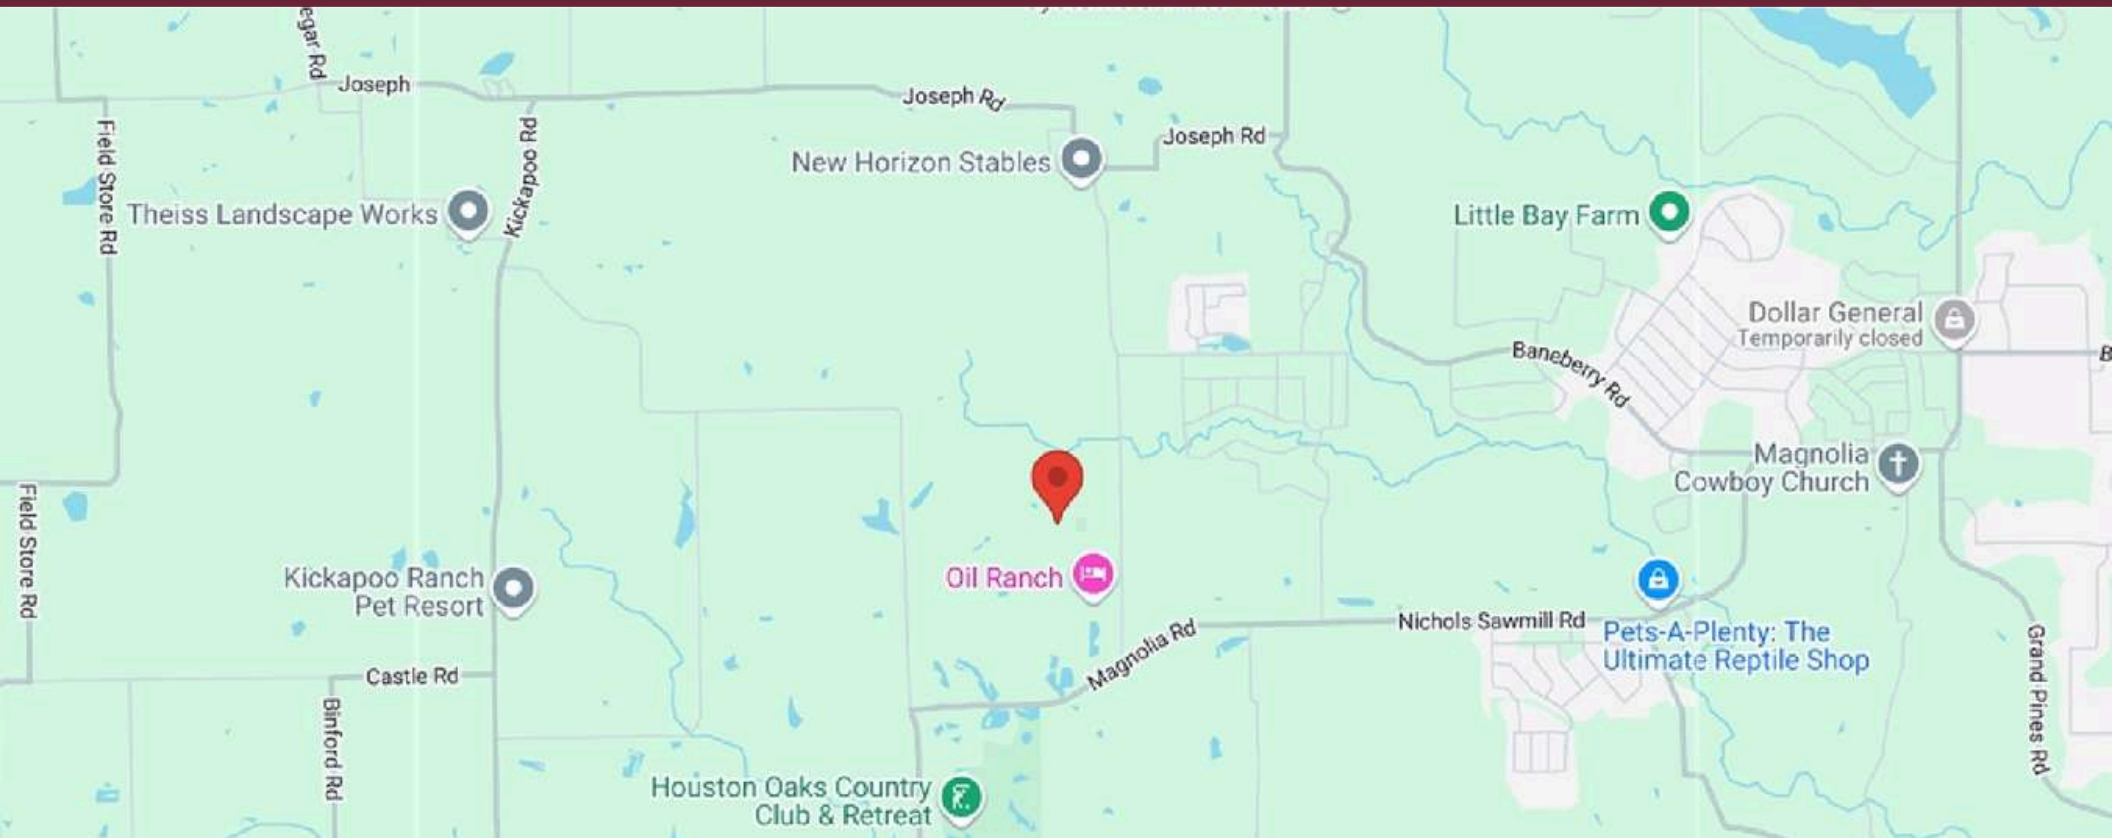 egar Rd
Joseph
Joseph Rd
Joseph Rd
Field Store Rd
Kickapoo Rd
New Horizon Stables
Theiss Landscape Works
Little Bay Farm
Dollar General
Temporarily closed
Baneberry Rd
B
Magnolia
Cowboy Church
Field Store Rd
Kickapoo Ranch
Pet Resort
Oil Ranch
Nichols Sawmill Rd
Pets-A-Plenty: The
Ultimate Reptile Shop
Magnolia Rd
Castle Rd
Binford Rd
Grand Pines Rd
Houston Oaks Country
Club & Retreat